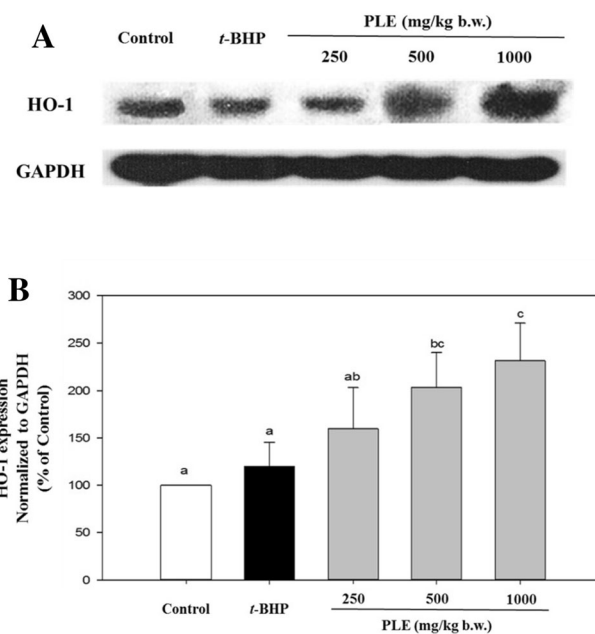 A
Control
t-BHP
PLE (mg/kg b.w.)
250
500
1000
HO-1
GAPDH
B
HO-1 expression
Normalized to GAPDH
(% of Control)
300
250
200
150
100
50
0
a
a
ab
bc
c
Control
t-BHP
250
500
1000
PLE (mg/kg b.w.)